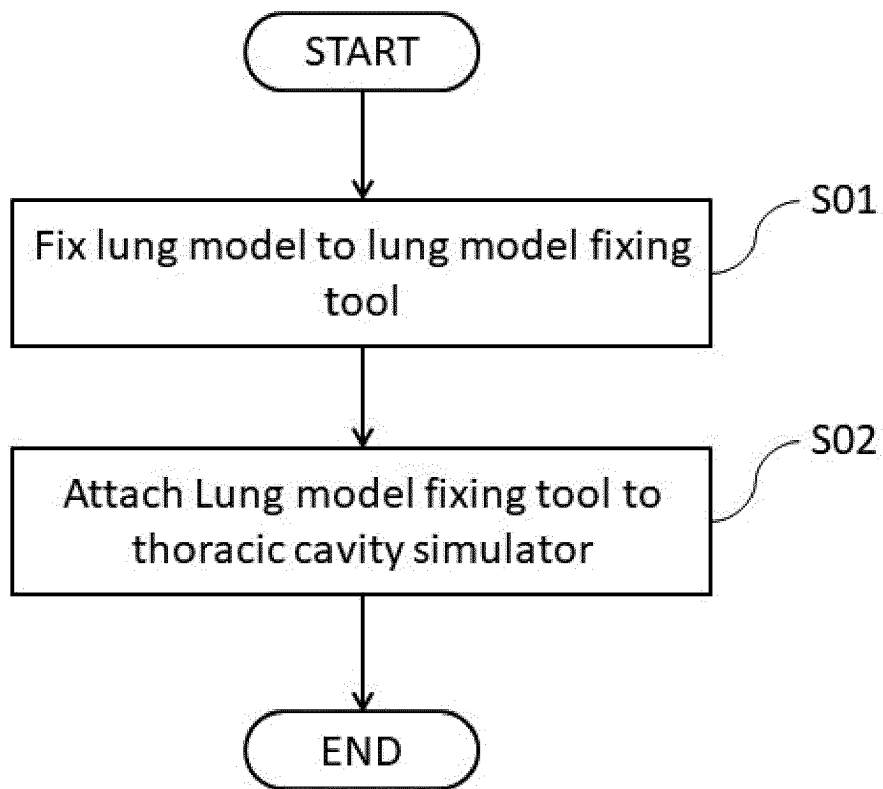 START
S01
Fix lung model to lung model fixing
tool
S02
Attach Lung model fixing tool to
thoracic cavity simulator
END